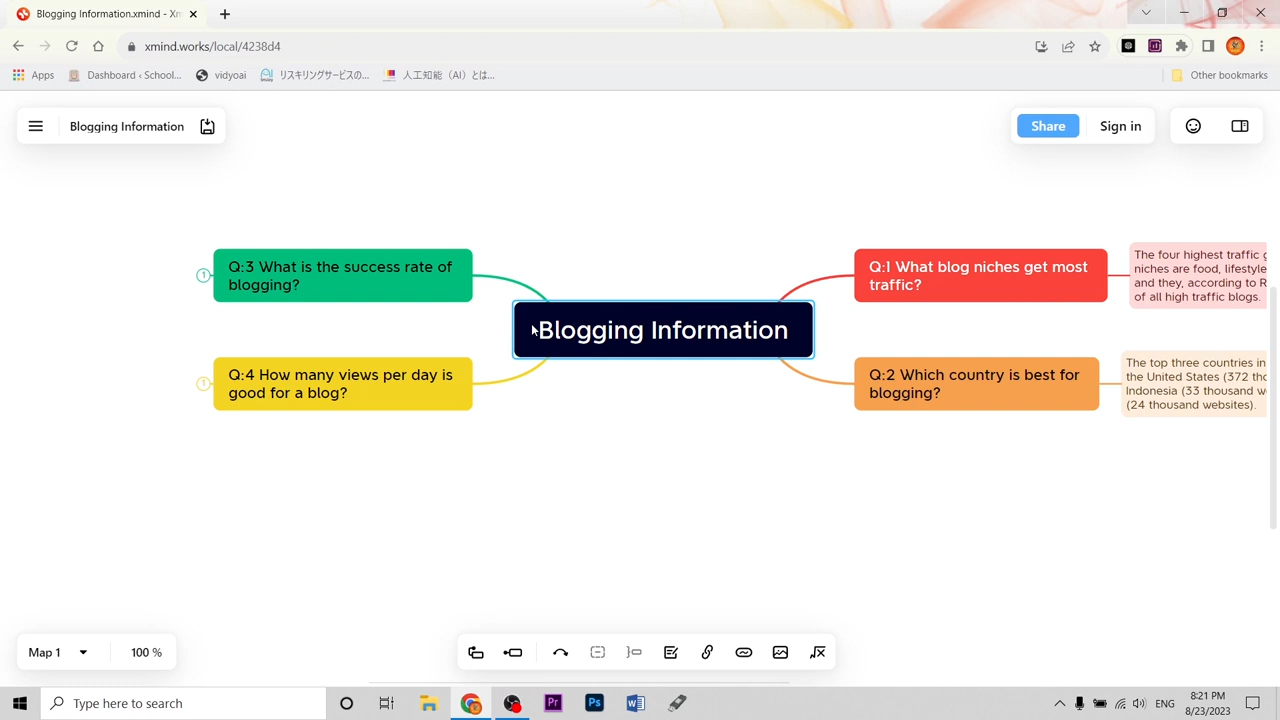 Blogging Information.xmind - Xm
xmind.works/local/4238d4
Apps
Dashboard ‹ School...
vidyoai
リスキリングサービスの...
人工知能（AI）とは...
Other bookmarks
Blogging Information
Share
Sign in
Q:3 What is the success rate of
blogging?
1
Q:1 What blog niches get most
traffic?
The four highest traffic
niches are food, lifestyle
and they, according to R
of all high traffic blogs.
Blogging Information
Q:4 How many views per day is
good for a blog?
1
Q:2 Which country is best for
blogging?
The top three countries in
the United States (372 tho
Indonesia (33 thousand w
(24 thousand websites).
Map 1
100 %
Type here to search
Pr
Ps
W
ENG
8:21 PM
8/23/2023